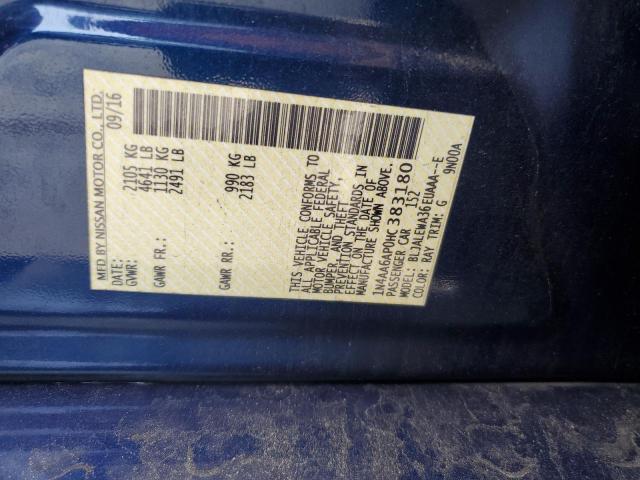 MFD BY NISSAN MOTOR CO., LTD.
DATE: 09/16
GVWR: 2105 KG
4641 LB
GAWR FR.: 1130 KG
2491 LB
GAWR RR.: 990 KG
2183 LB
THIS VEHICLE CONFORMS TO
ALL APPLICABLE FEDERAL
MOTOR VEHICLE SAFETY,
BUMPER, AND THEFT
PREVENTION STANDARDS IN
EFFECT ON THE DATE OF
MANUFACTURE SHOWN ABOVE.
1N4AA6AP0HC383180
PASSENGER CAR 152
MODEL: BLJALEWA36EUAAA--E
COLOR: RAY TRIM: G 9N00A